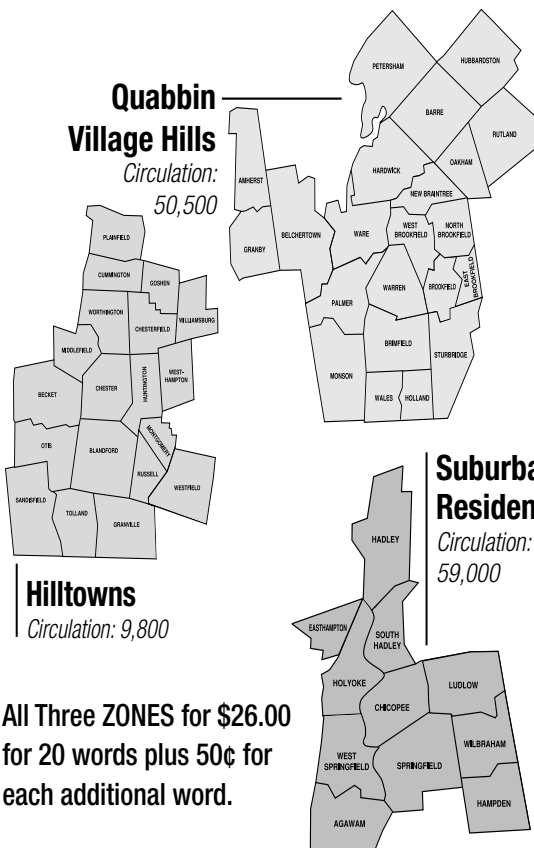 Quabbin
Village Hills
Circulation:
50,500
PETERSHAM
HUBBARDSTON
BARRE
RUTLAND
OAKHAM
HARDWICK
NEW BRAINTREE
AMHERST
BELCHERTOWN
GRANBY
WARE
WEST
BROOKFIELD
NORTH
BROOKFIELD
EAST
BROOKFIELD
BROOKFIELD
WARREN
PALMER
BRIMFIELD
STURBRIDGE
MONSON
WALES
HOLLAND
PLAINFIELD
CUMMINGTON
GOSHEN
WORTHINGTON
CHESTERFIELD
WILLIAMSBURG
MIDDLEFIELD
WEST-
HAMPTON
HUNTINGTON
CHESTER
BECKET
MONTGOMERY
OTIS
BLANDFORD
RUSSELL
WESTFIELD
SANDISFIELD
TOLLAND
GRANVILLE
Hilltowns
Circulation: 9,800
Suburba
Residen
Circulation:
59,000
HADLEY
EASTHAMPTON
SOUTH
HADLEY
HOLYOKE
CHICOPEE
LUDLOW
WEST
SPRINGFIELD
SPRINGFIELD
WILBRAHAM
HAMPDEN
AGAWAM
All Three ZONES for $26.00
for 20 words plus 50¢ for
each additional word.